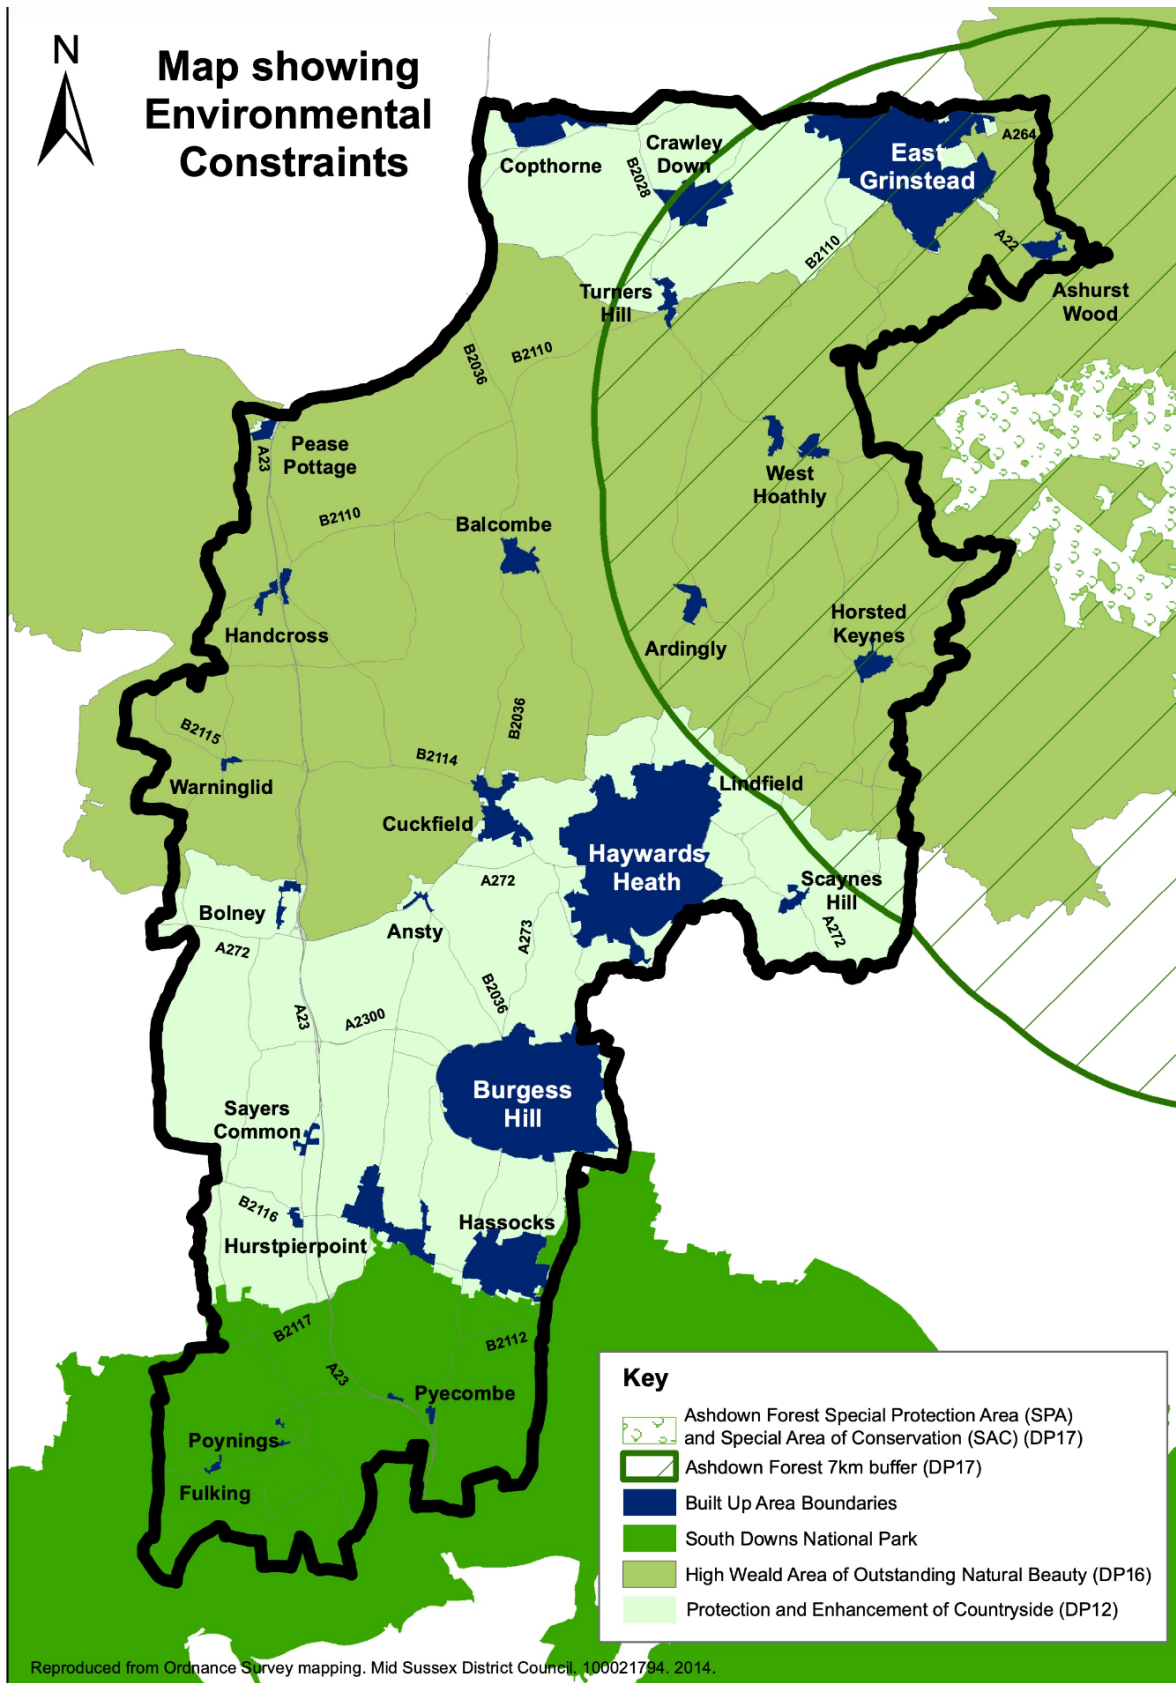 N
Map showing
Environmental
Constraints
Copthorne
Crawley
Down
B2028
East
Grinstead
A264
A22
B2110
Ashurst
Wood
Turners
Hill
B2036
B2110
Pease
Pottage
A23
West
Hoathly
B2110
Balcombe
Handcross
Ardingly
Horsted
Keynes
B2036
B2115
B2114
Warninglid
Lindfield
Cuckfield
Haywards
Heath
A272
Scaynes
Hill
Bolney
Ansty
A273
A272
A272
B2036
A23
A2300
Burgess
Hill
Sayers
Common
B2116
Hassocks
Hurstpierpoint
B2117
B2112
A23
Pyecombe
Poynings
Fulking
Key
Ashdown Forest Special Protection Area (SPA)
and Special Area of Conservation (SAC) (DP17)
Ashdown Forest 7km buffer (DP17)
Built Up Area Boundaries
South Downs National Park
High Weald Area of Outstanding Natural Beauty (DP16)
Protection and Enhancement of Countryside (DP12)
Reproduced from Ordnance Survey mapping. Mid Sussex District Council. 100021794. 2014.